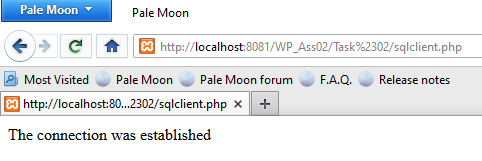 Pale Moon Pale Moon
http://localhost:8081/WP_Ass02/Task%2302/sqlclient.php
Most Visited Pale Moon Pale Moon forum F.A.Q. Release notes
http://localhost:80...2302/sqlclient.php × +
The connection was established